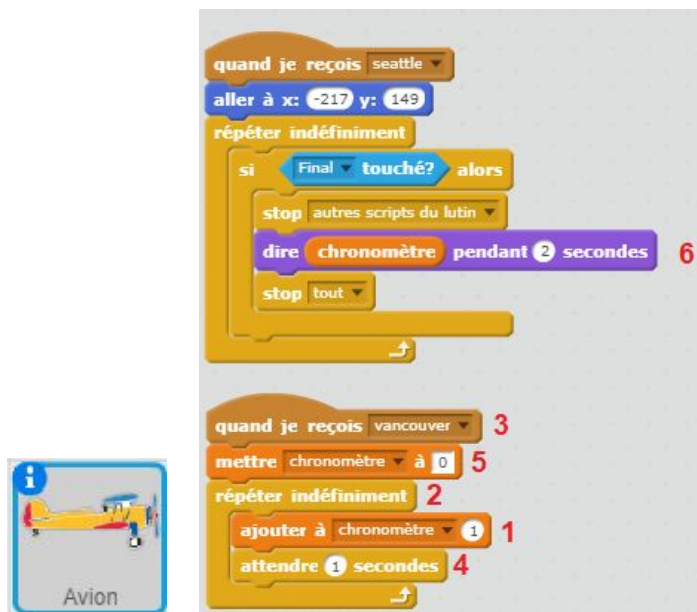 quand je reçois seattle
aller à x: -217 y: 149
répéter indéfiniment
si Final touché? alors
stop autres scripts du lutin
dire chronomètre pendant 2 secondes 6
stop tout
quand je reçois vancouver 3
mettre chronomètre à 0 5
répéter indéfiniment 2
ajouter à chronomètre 1 1
attendre 1 secondes 4
i
Avion